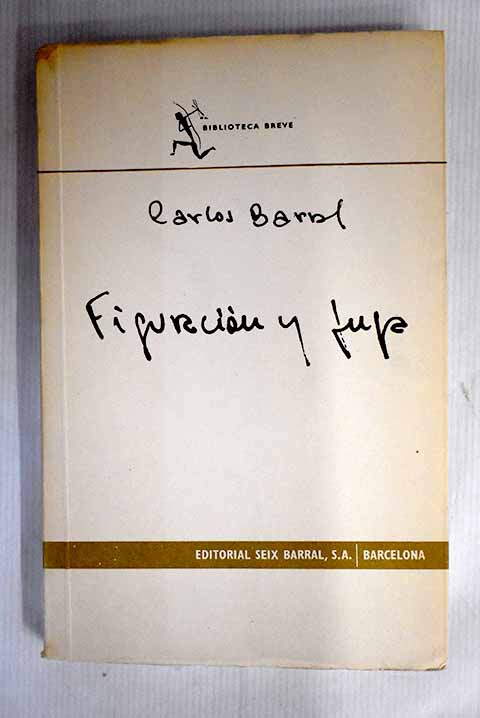 BIBLIOTECA BREVE
Carlos Barral
Figuración y fuga
EDITORIAL SEIX BARRAL, S.A. | BARCELONA